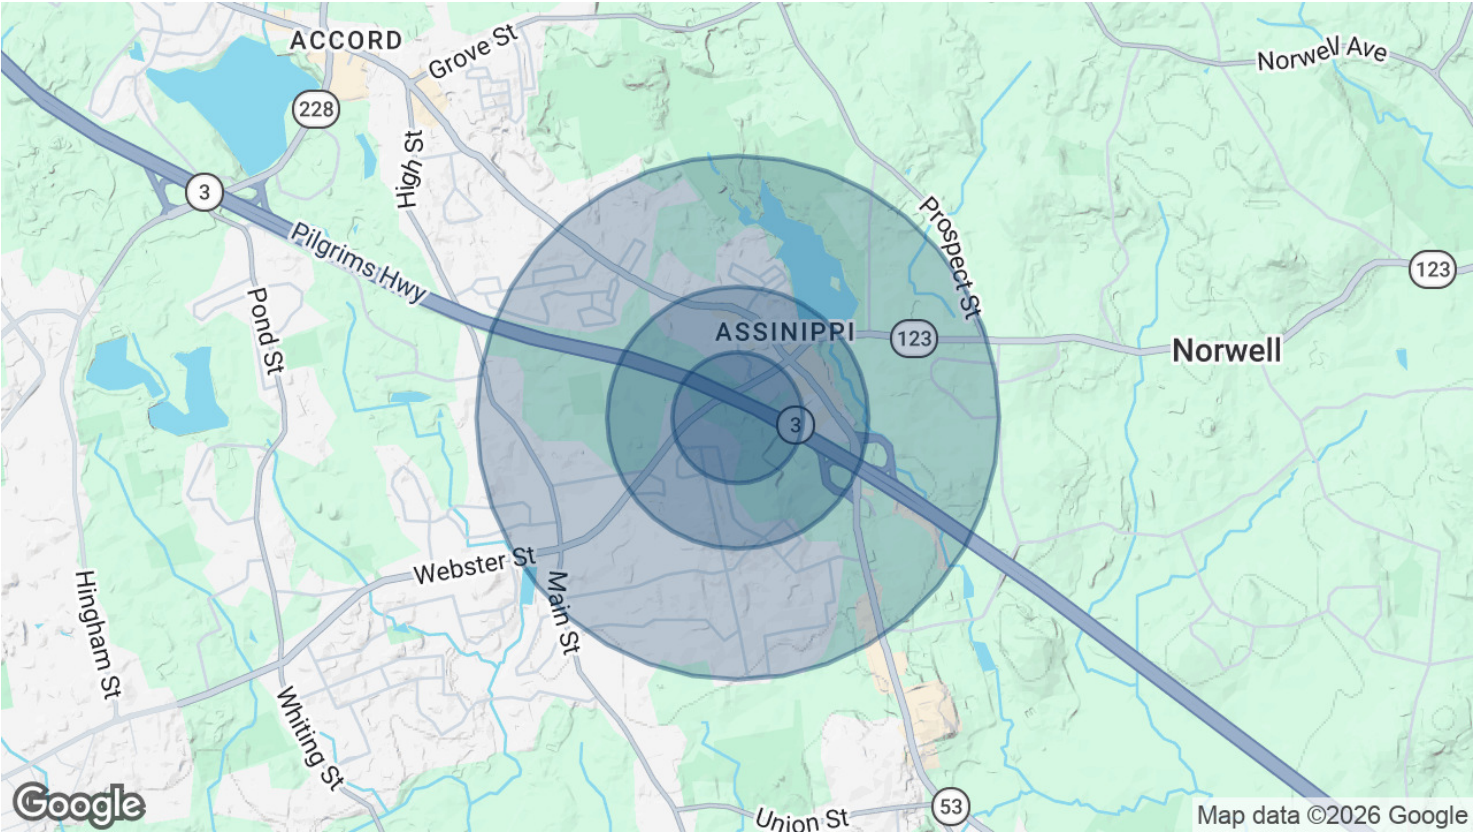 ACCORD
Grove St
Norwell Ave
228
High St
3
Pilgrims Hwy
Prospect St
123
Pond St
ASSINIPPI
123
Norwell
3
Webster St
Main St
Hingham St
Whiting St
Union St
53
Google
Map data ©2026 Google